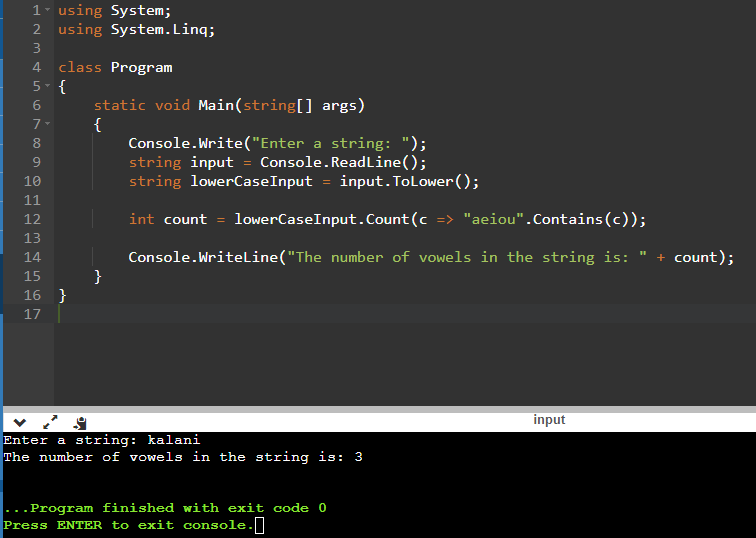 1 using System;
2 using System.Linq;
3
4 class Program
5 {
6     static void Main(string[] args)
7     {
8         Console.Write("Enter a string: ");
9         string input = Console.ReadLine();
10         string lowerCaseInput = input.ToLower();
11
12         int count = lowerCaseInput.Count(c => "aeiou".Contains(c));
13
14         Console.WriteLine("The number of vowels in the string is: " + count);
15     }
16 }
17
input
Enter a string: kalani
The number of vowels in the string is: 3
...Program finished with exit code 0
Press ENTER to exit console.